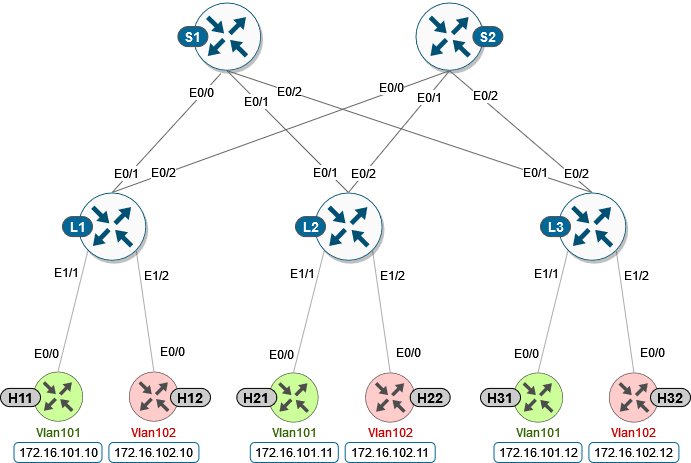 S1
S2
E0/0
E0/1
E0/2
E0/0
E0/1
E0/2
E0/1
E0/2
E0/1
E0/2
E0/1
E0/2
L1
L2
L3
E1/1
E1/2
E1/1
E1/2
E1/1
E1/2
E0/0
E0/0
E0/0
E0/0
E0/0
E0/0
H11
H12
H21
H22
H31
H32
Vlan101
Vlan102
Vlan101
Vlan102
Vlan101
Vlan102
172.16.101.10
172.16.102.10
172.16.101.11
172.16.102.11
172.16.101.12
172.16.102.12